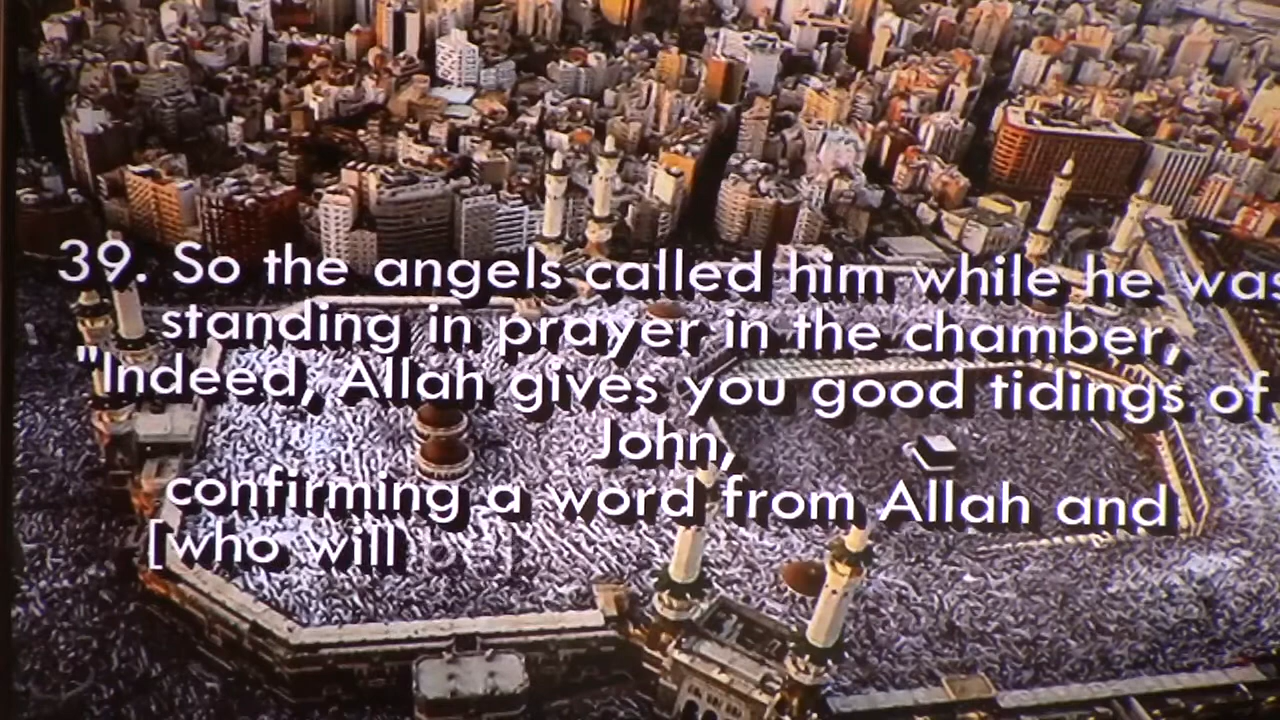 39. So the angels called him while he was
standing in prayer in the chamber,
"Indeed, Allah gives you good tidings of
John,
confirming a word from Allah and
[who will be]